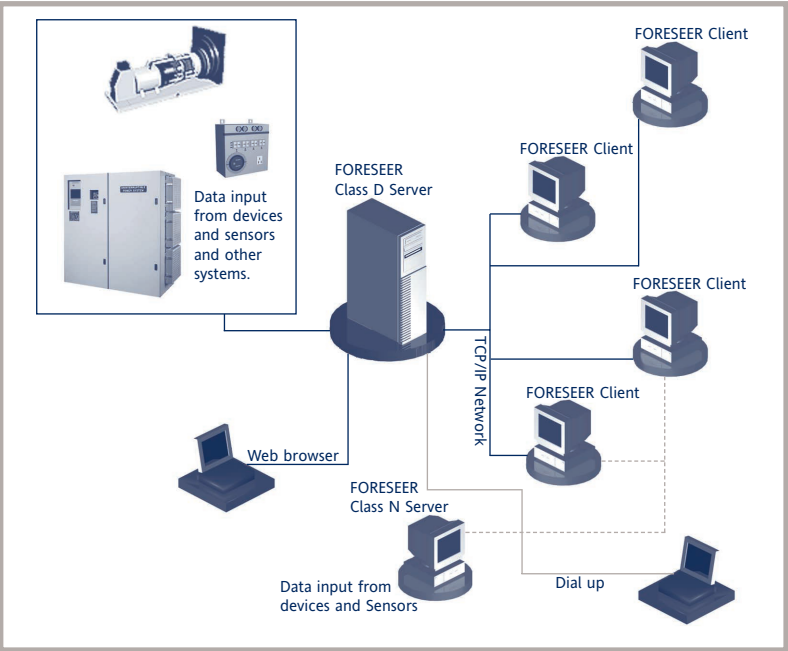 FORESEER Client
FORESEER Client
FORESEER
Class D Server
Data input
from devices
and sensors
and other
systems.
FORESEER Client
TCP/IP Network
FORESEER Client
Web browser
FORESEER
Class N Server
Data input from
devices and Sensors
Dial up